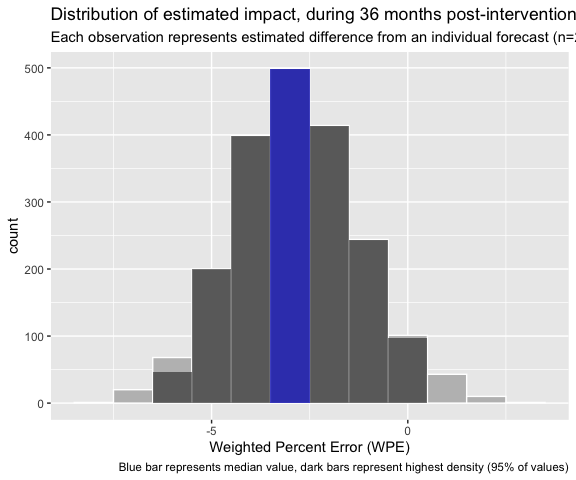 Distribution of estimated impact, during 36 months post-intervention
Each observation represents estimated difference from an individual forecast (n=
500
400
300
200
100
0
count
-5
0
Weighted Percent Error (WPE)
Blue bar represents median value, dark bars represent highest density (95% of values)